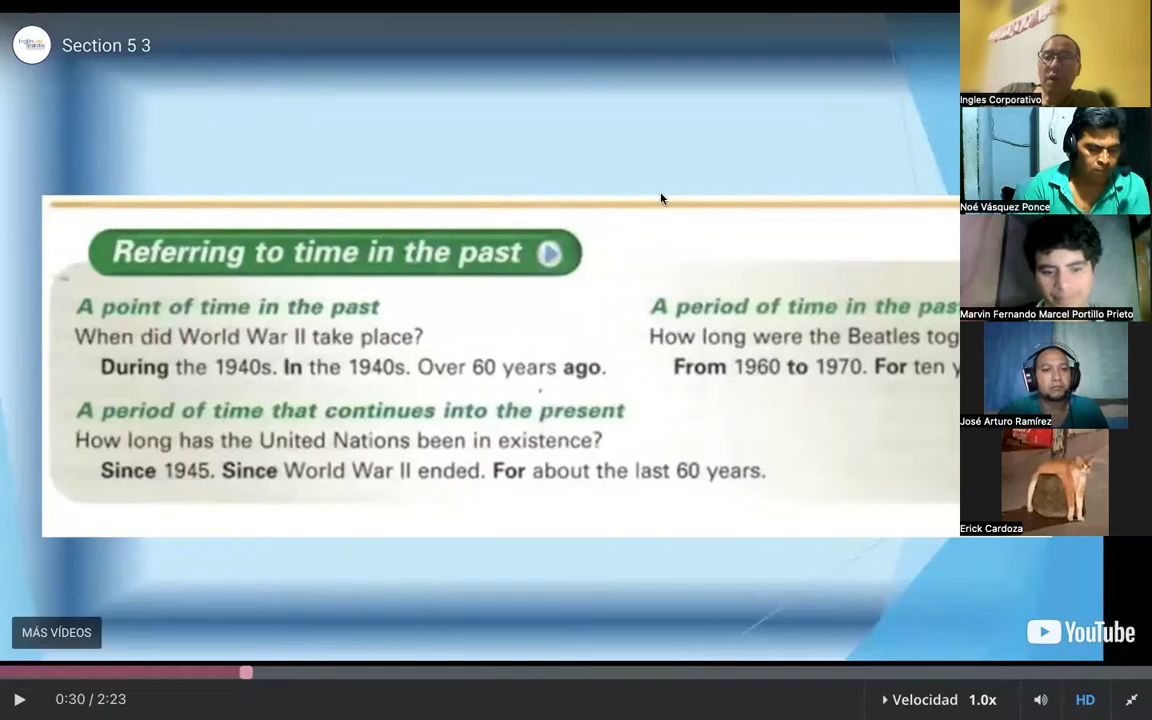 Section 5 3
Referring to time in the past
A point of time in the past
When did World War II take place?
During the 1940s. In the 1940s. Over 60 years ago.
A period of time in the pas
How long were the Beatles tog
From 1960 to 1970. For ten y
A period of time that continues into the present
How long has the United Nations been in existence?
Since 1945. Since World War II ended. For about the last 60 years.
Ingles Corporativo
Noé Vásquez Ponce
Marvin Fernando Marcel Portillo Prieto
José Arturo Ramírez
Erick Cardoza
MÁS VÍDEOS
YouTube
0:30 / 2:23
Velocidad 1.0x
HD